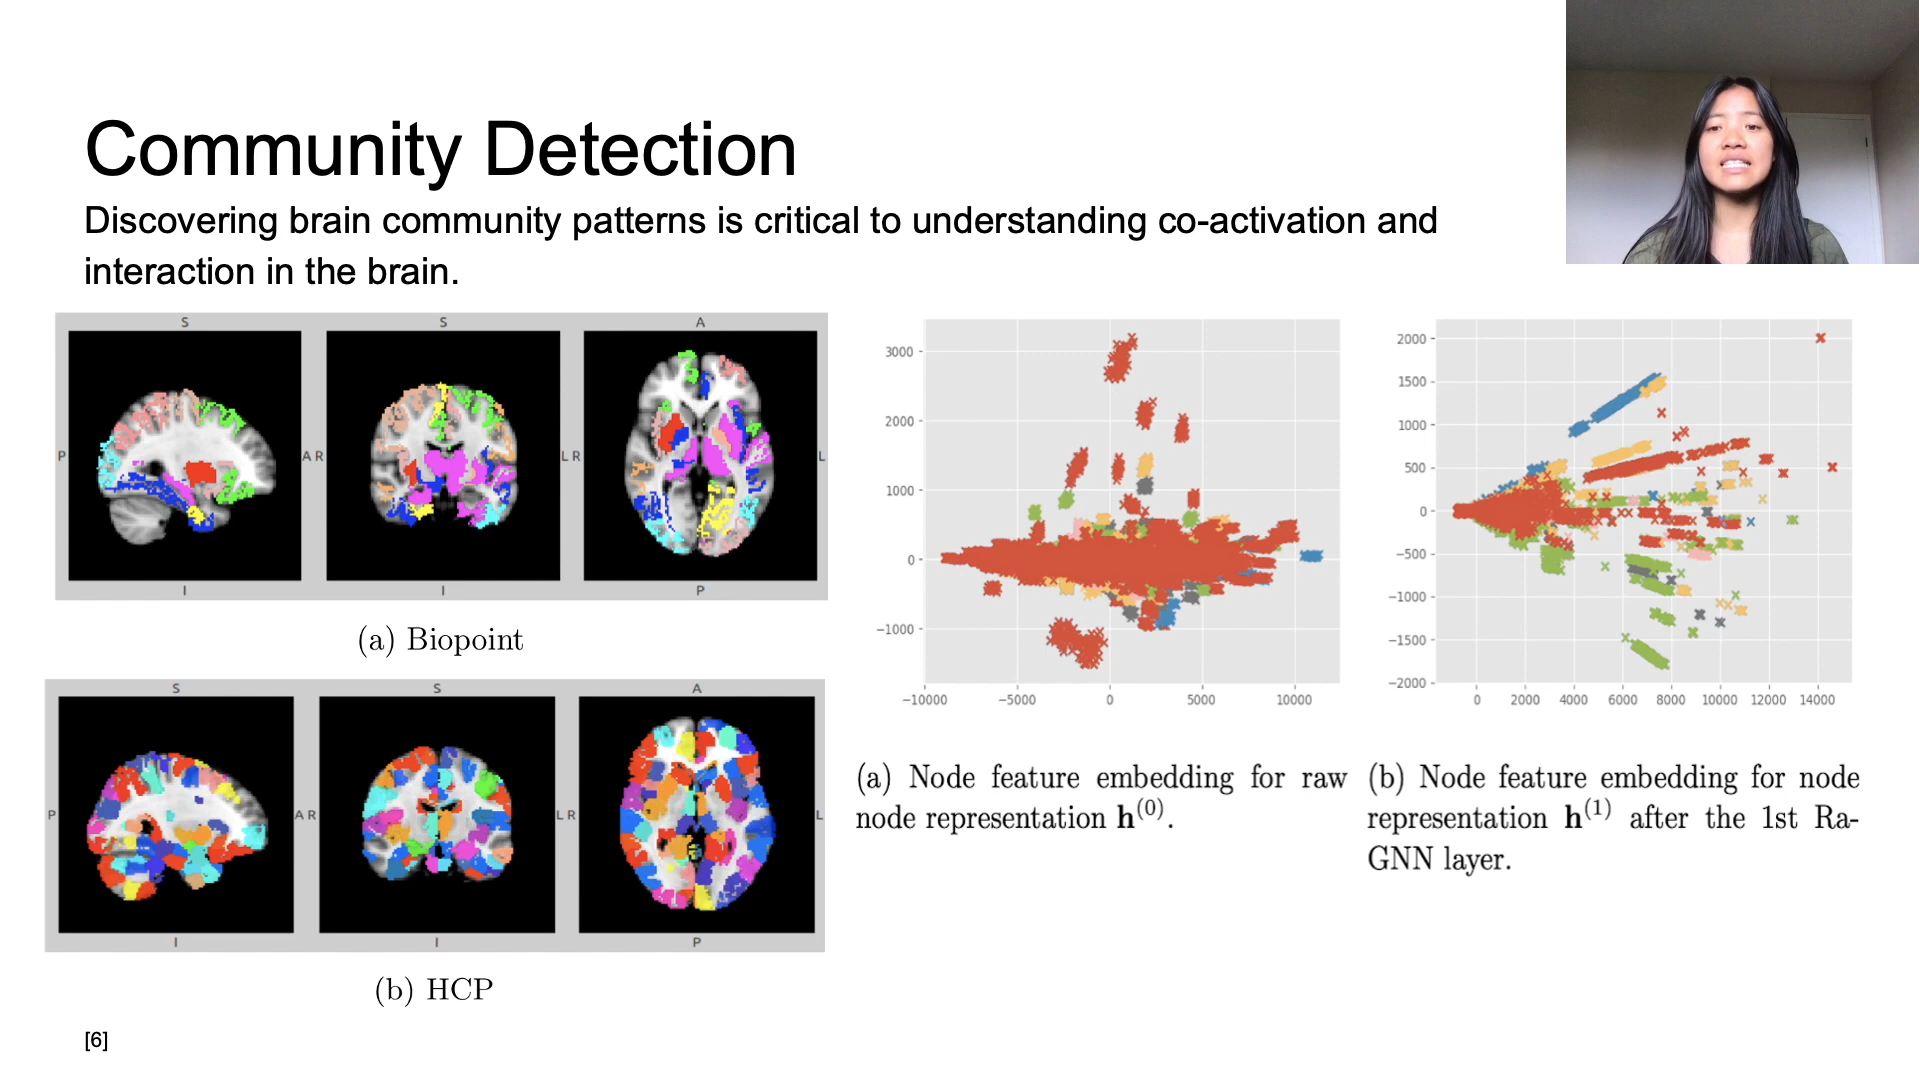 Community Detection
Discovering brain community patterns is critical to understanding co-activation and
interaction in the brain.
S S A
P A R L R L
I I P
(a) Biopoint
S S A
P A R L R L
I I P
(b) HCP
3000
2000
1000
0
−1000
−10000 −5000 0 5000 10000
(a) Node feature embedding for raw
node representation h(0).
2000
1500
1000
500
0
−500
−1000
−1500
−2000
0 2000 4000 6000 8000 10000 12000 14000
(b) Node feature embedding for node
representation h(1) after the 1st Ra-
GNN layer.
[6]